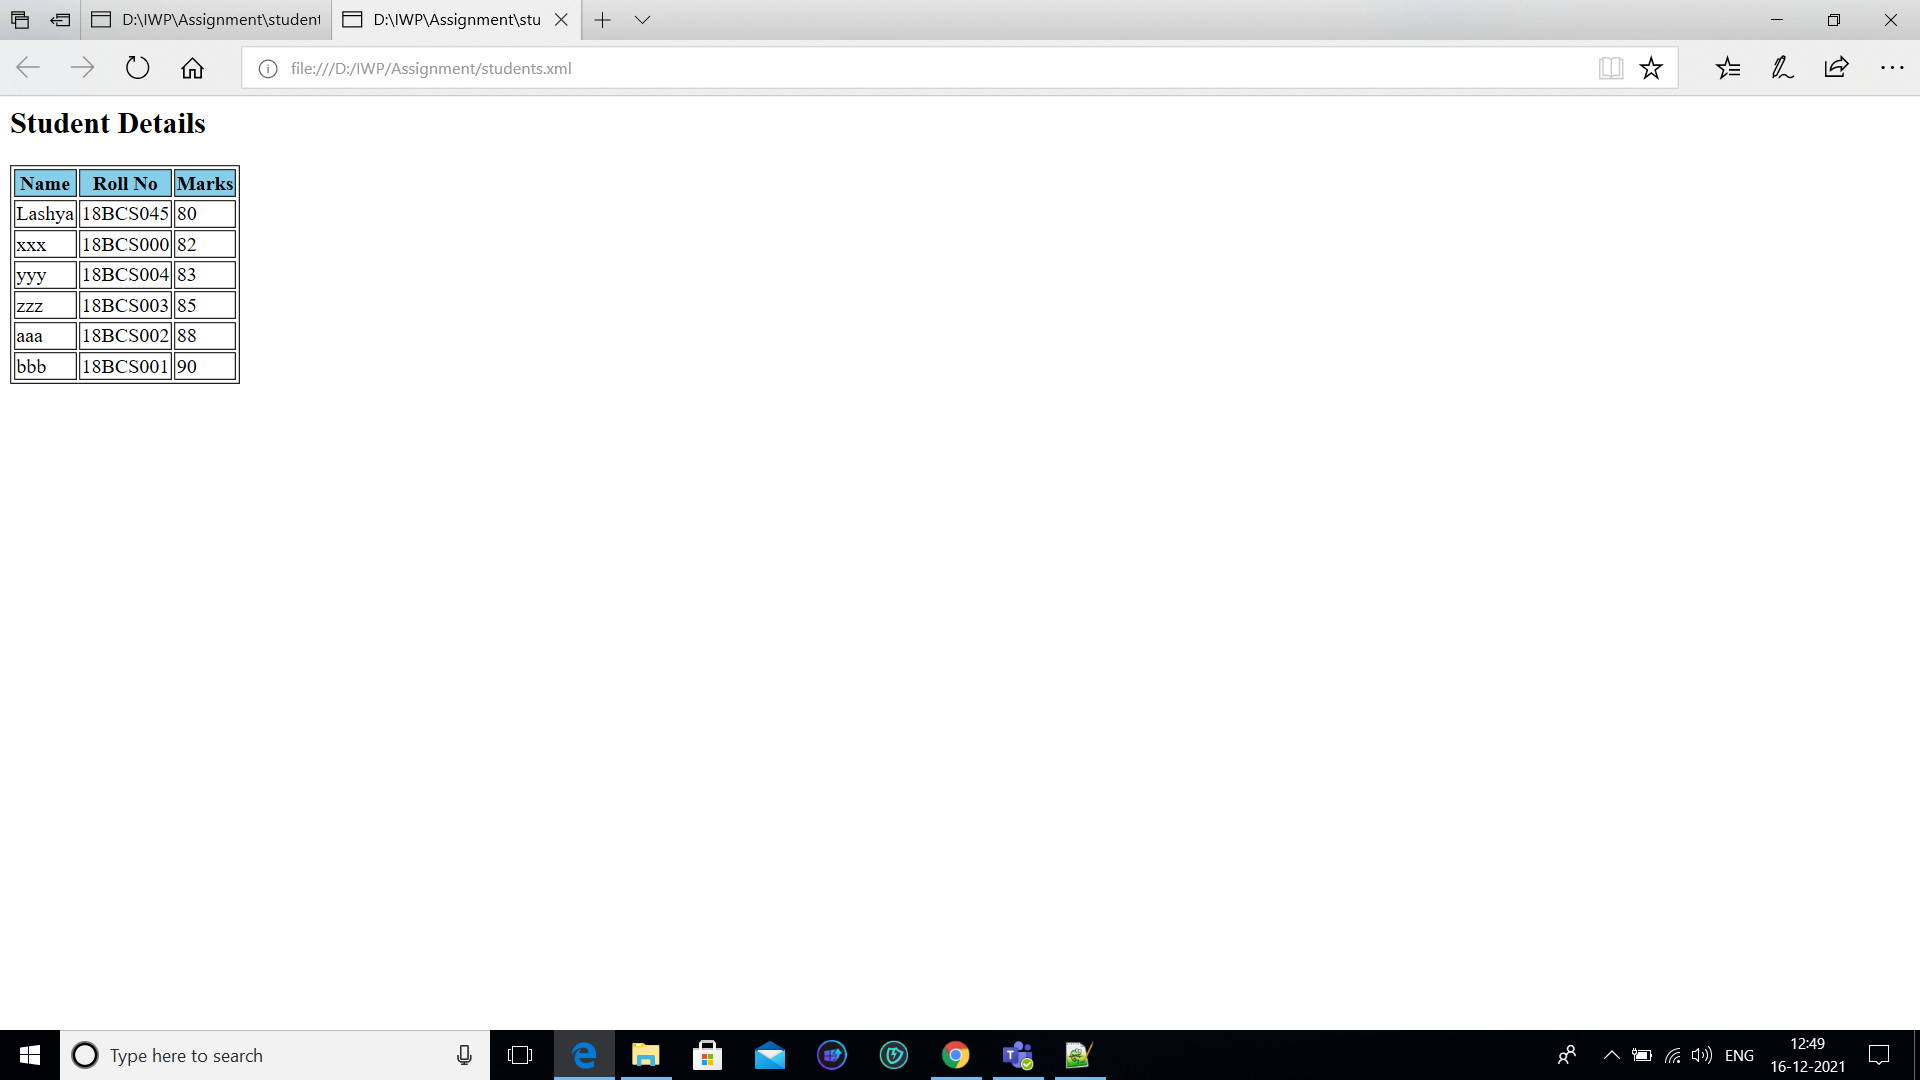 D:\IWP\Assignment\student D:\IWP\Assignment\stu
file:///D:/IWP/Assignment/students.xml
Student Details
Name Roll No Marks
Lashya 18BCS045 80
xxx 18BCS000 82
yyy 18BCS004 83
zzz 18BCS003 85
aaa 18BCS002 88
bbb 18BCS001 90
Type here to search
ENG
12:49
16-12-2021